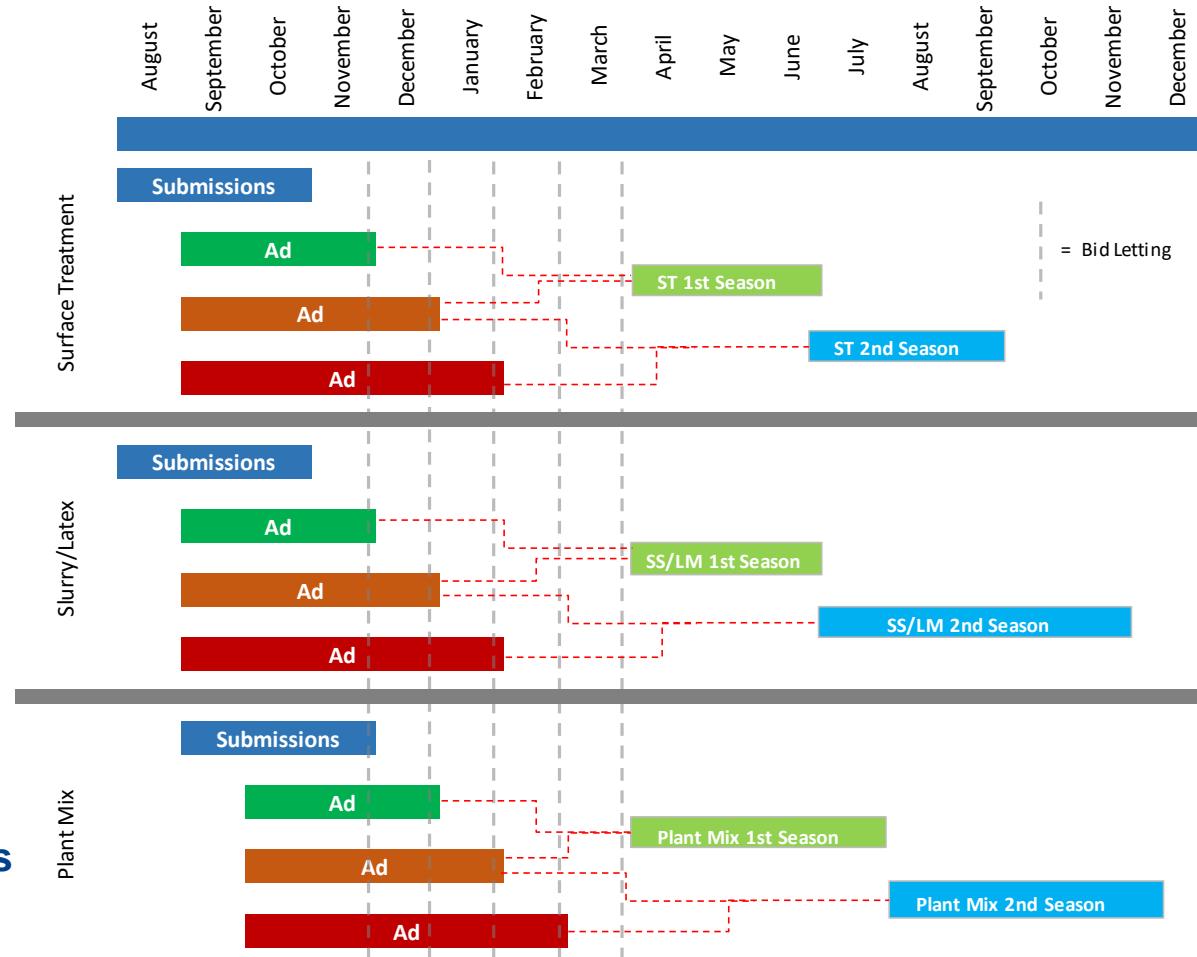 August
September
October
November
December
January
February
March
April
May
June
July
August
September
October
November
December
Surface Treatment
Submissions
Ad
Ad
Ad
ST 1st Season
ST 2nd Season
= Bid Letting
Slurry/Latex
Submissions
Ad
Ad
Ad
SS/LM 1st Season
SS/LM 2nd Season
Plant Mix
Submissions
Ad
Ad
Ad
Plant Mix 1st Season
Plant Mix 2nd Season
s